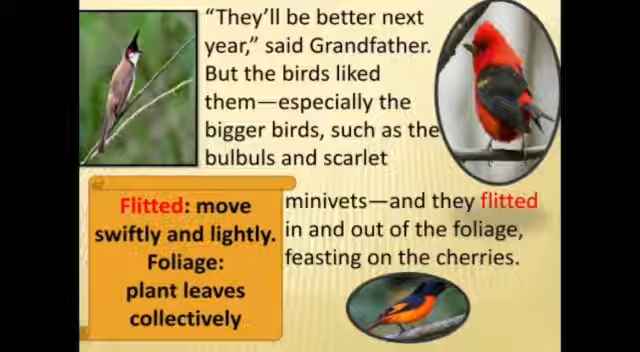 “They’ll be better next
year,” said Grandfather.
But the birds liked
them—especially the
bigger birds, such as the
bulbuls and scarlet
minivets—and they flitted
in and out of the foliage,
feasting on the cherries.
Flitted: move
swiftly and lightly.
Foliage:
plant leaves
collectively